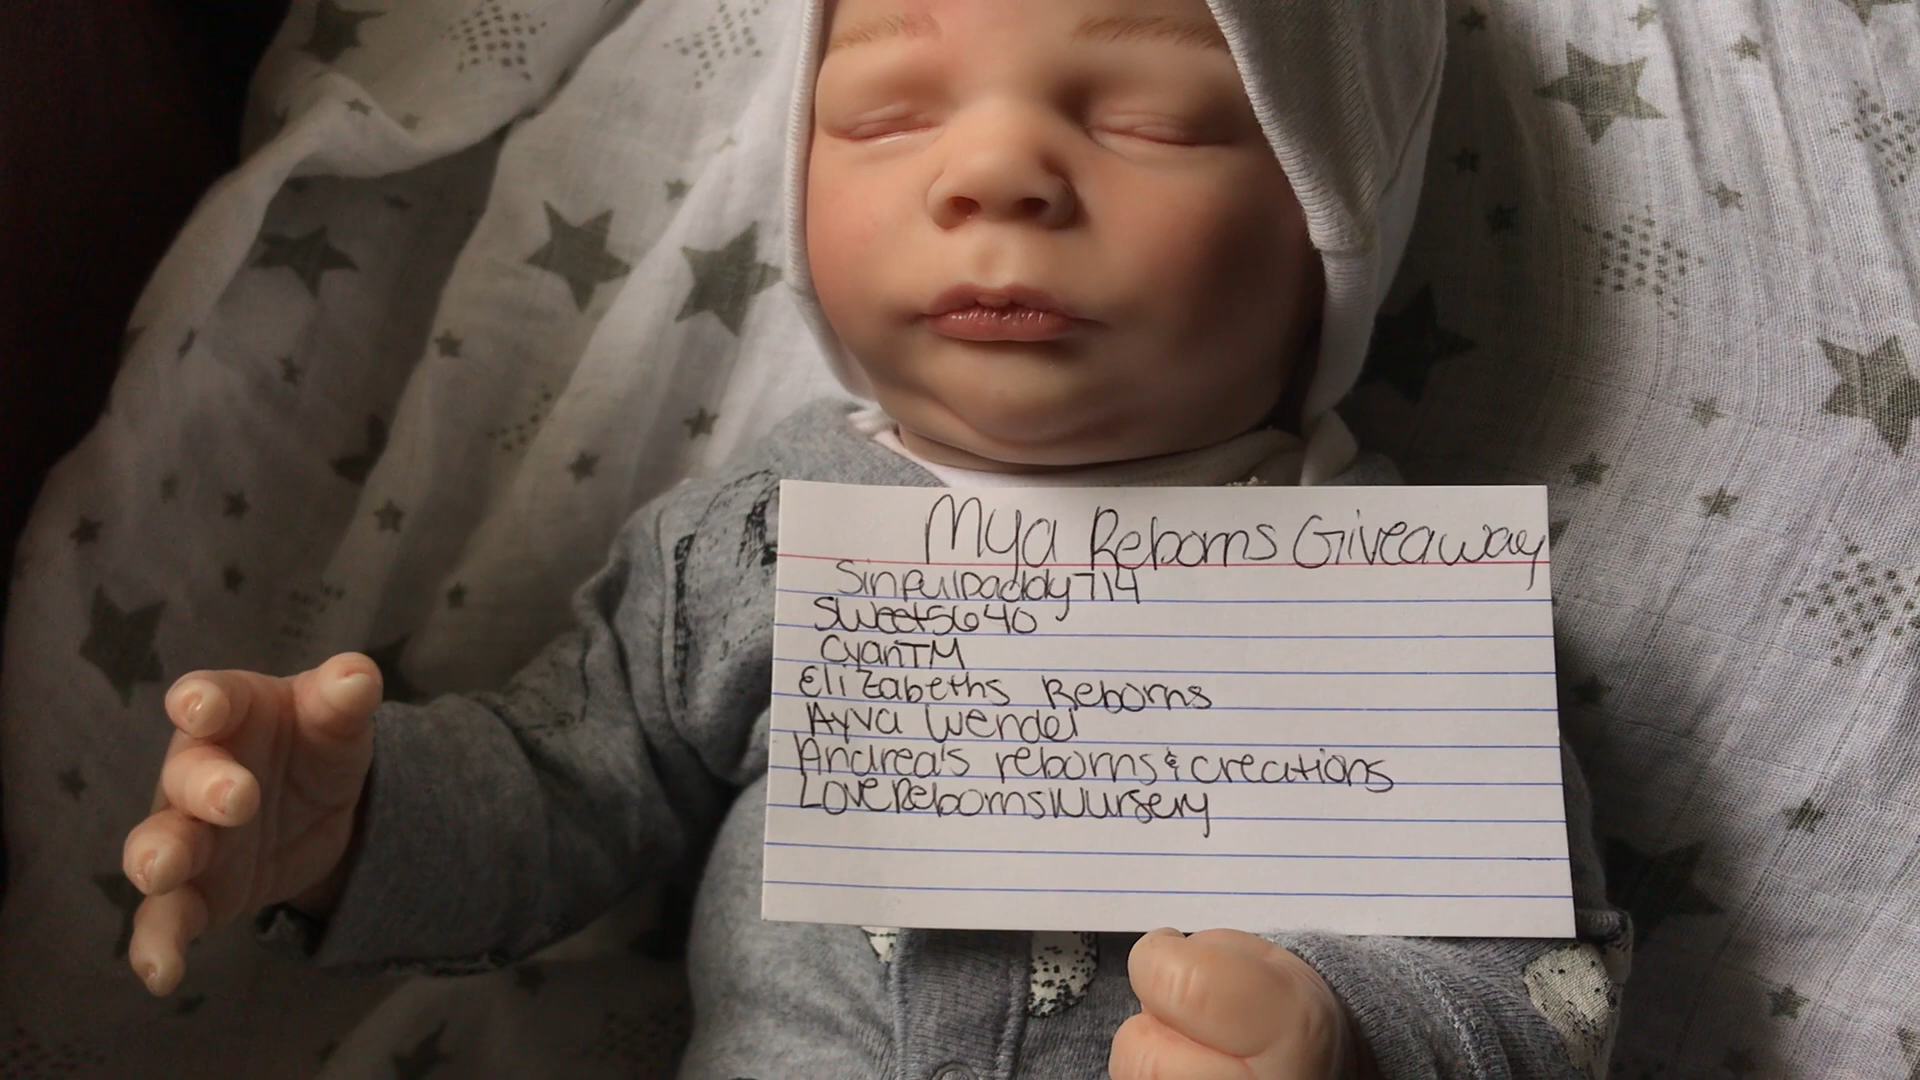 Mya Reborns Giveaway
Sinfulpaddy714
Sweet5640
CyanTM
Elizabeths Reborns
Ayva Wendel
Andrea's reborns & creations
LoveRebornsNursery